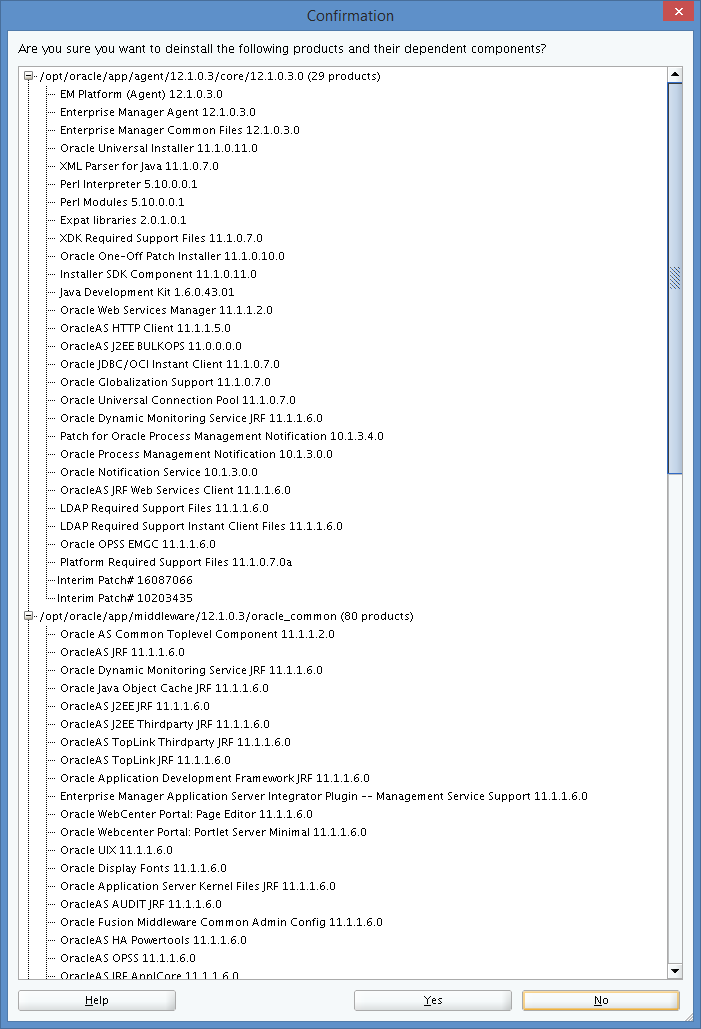 Confirmation
Are you sure you want to deinstall the following products and their dependent components?
/opt/oracle/app/agent/12.1.0.3/core/12.1.0.3.0 (29 products)
EM Platform (Agent) 12.1.0.3.0
Enterprise Manager Agent 12.1.0.3.0
Enterprise Manager Common Files 12.1.0.3.0
Oracle Universal Installer 11.1.0.11.0
XML Parser for Java 11.1.0.7.0
Perl Interpreter 5.10.0.0.1
Perl Modules 5.10.0.0.1
Expat libraries 2.0.1.0.1
XDK Required Support Files 11.1.0.7.0
Oracle One-Off Patch Installer 11.1.0.10.0
Installer SDK Component 11.1.0.11.0
Java Development Kit 1.6.0.43.01
Oracle Web Services Manager 11.1.1.2.0
OracleAS HTTP Client 11.1.1.5.0
OracleAS J2EE BULKOPS 11.0.0.0.0
Oracle JDBC/OCI Instant Client 11.1.0.7.0
Oracle Globalization Support 11.1.0.7.0
Oracle Universal Connection Pool 11.1.0.7.0
Oracle Dynamic Monitoring Service JRF 11.1.1.6.0
Patch for Oracle Process Management Notification 10.1.3.4.0
Oracle Process Management Notification 10.1.3.0.0
Oracle Notification Service 10.1.3.0.0
OracleAS JRF Web Services Client 11.1.1.6.0
LDAP Required Support Files 11.1.1.6.0
LDAP Required Support Instant Client Files 11.1.1.6.0
Oracle OPSS EMGC 11.1.1.6.0
Platform Required Support Files 11.1.0.7.0a
Interim Patch# 16087066
Interim Patch# 10203435
/opt/oracle/app/middleware/12.1.0.3/oracle_common (80 products)
Oracle AS Common Toplevel Component 11.1.1.2.0
OracleAS JRF 11.1.1.6.0
Oracle Dynamic Monitoring Service JRF 11.1.1.6.0
Oracle Java Object Cache JRF 11.1.1.6.0
OracleAS J2EE JRF 11.1.1.6.0
OracleAS J2EE Thirdparty JRF 11.1.1.6.0
OracleAS TopLink Thirdparty JRF 11.1.1.6.0
OracleAS TopLink JRF 11.1.1.6.0
Oracle Application Development Framework JRF 11.1.1.6.0
Enterprise Manager Application Server Integrator Plugin -- Management Service Support 11.1.1.6.0
Oracle WebCenter Portal: Page Editor 11.1.1.6.0
Oracle Webcenter Portal: Portlet Server Minimal 11.1.1.6.0
Oracle UIX 11.1.1.6.0
Oracle Display Fonts 11.1.1.6.0
Oracle Application Server Kernel Files JRF 11.1.1.6.0
OracleAS AUDIT JRF 11.1.1.6.0
Oracle Fusion Middleware Common Admin Config 11.1.1.6.0
OracleAS HA Powertools 11.1.1.6.0
OracleAS OPSS 11.1.1.6.0
OracleAS JRF ApplCore 11.1.1.6.0
Help
Yes
No